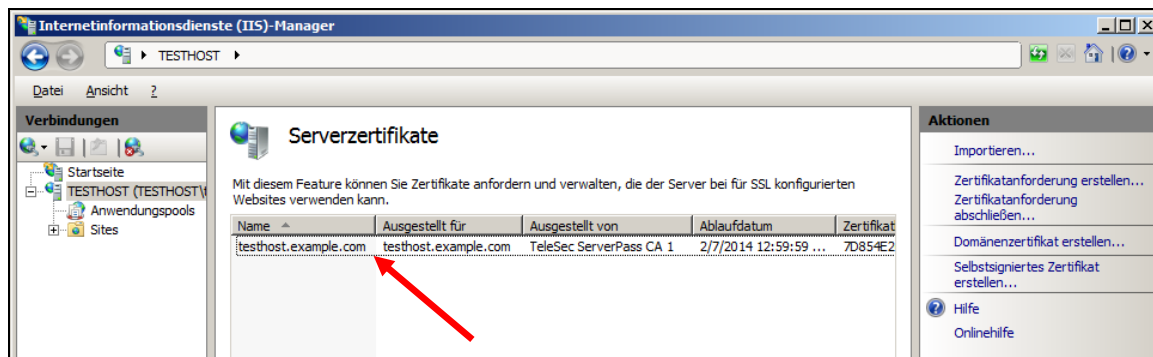 Internetinformationsdienste (IIS)-Manager
TESTHOST
Datei Ansicht ?
Verbindungen
Startseite
TESTHOST (TESTHOST\t
Anwendungspools
Sites
Serverzertifikate
Mit diesem Feature können Sie Zertifikate anfordern und verwalten, die der Server bei für SSL konfigurierten
Websites verwenden kann.
Name Ausgestellt für Ausgestellt von Ablaufdatum Zertifikat
testhost.example.com testhost.example.com TeleSec ServerPass CA 1 2/7/2014 12:59:59 ... 7D854E2
Aktionen
Importieren...
Zertifikatanforderung erstellen...
Zertifikatanforderung
abschließen...
Domänenzertifikat erstellen...
Selbstsigniertes Zertifikat
erstellen...
Hilfe
Onlinehilfe